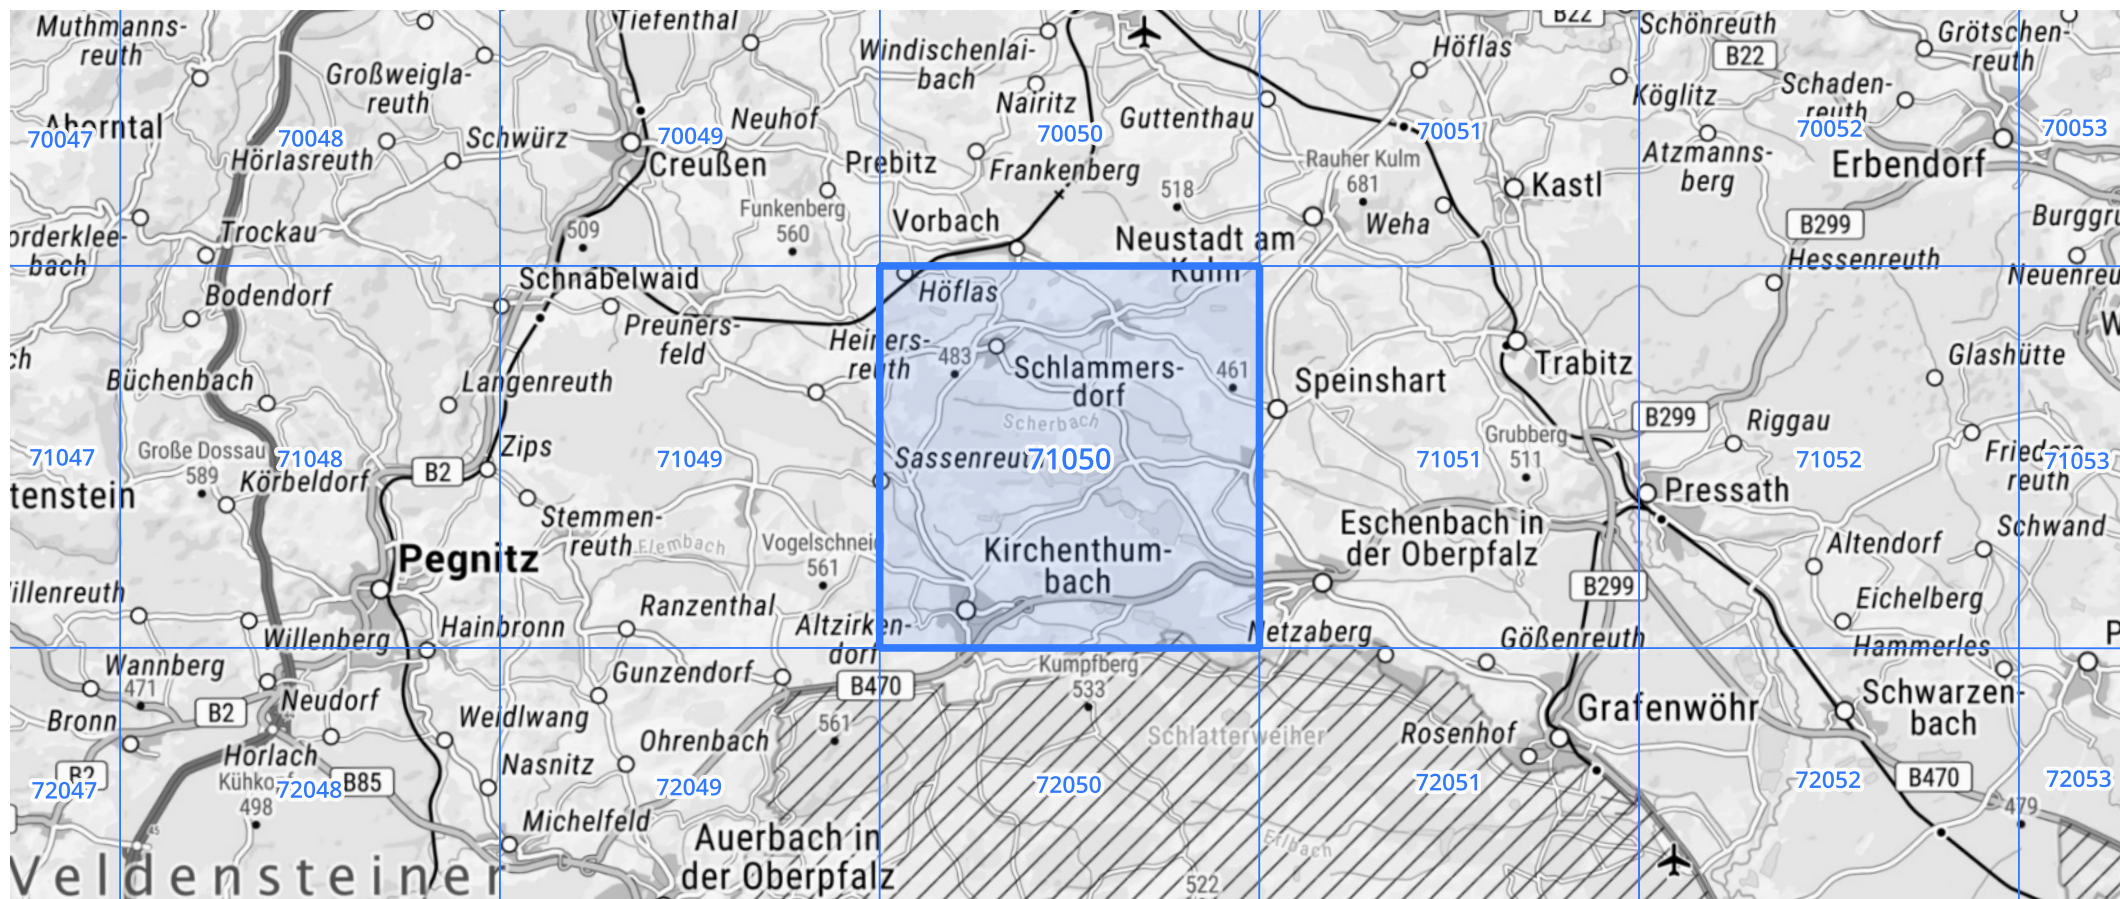 Muthmanns-
reuth
Tiefenthal
Windischenlai-
bach
Höflas
B22
Schönreuth
B22
Grötschen-
reuth
Großweigla-
reuth
Nairitz
Guttenthau
Köglitz
Schaden-
reuth
Ahorntal
70047
70048
Hörlasreuth
Schwürz
70049
Neuhof
Creußen
Prebitz
70050
Frankenberg
70051
Rauher Kulm
681
Atzmanns-
berg
70052
Erbendorf
70053
Kastl
518
Funkenberg
560
Vorbach
Weha
B299
Trockau
509
Neustadt am
Kulm
Hessenreuth
Bodendorf
Schnabelwaid
Höflas
Preuners-
feld
Heiners-
reuth
483
Schlammers-
dorf
461
Trabitz
Glashütte
ch
Büchenbach
Langenreuth
Speinshart
Scherbach
B299
Riggau
Grubberg
511
Große Dossau
589
Zips
71047
71048
Körbeldorf
B2
71049
71050
71051
71052
71053
tenstein
Pressath
Stemmen-
reuth
Flembach
Vogelschneid
561
Kirchenthum-
bach
Eschenbach in
der Oberpfalz
Schwand
Altendorf
Pegnitz
B299
Ranzenthal
Eichelberg
Willenberg
Hainbronn
Altzirken-
dorf
Netzaberg
Gößenreuth
Hammerles
Wannberg
471
Gunzendorf
B470
Kumpfberg
533
B2
Neudorf
Weidlwang
Bronn
561
Schlatterweiher
Grafenwöhr
Schwarzen-
bach
Rosenhof
Horlach
Ohrenbach
Nasnitz
B2
72047
498
72048
B85
72049
72050
72051
72052
B470
72053
479
Michelfeld
Auerbach in
der Oberpfalz
Erlbach
522
Veldensteiner